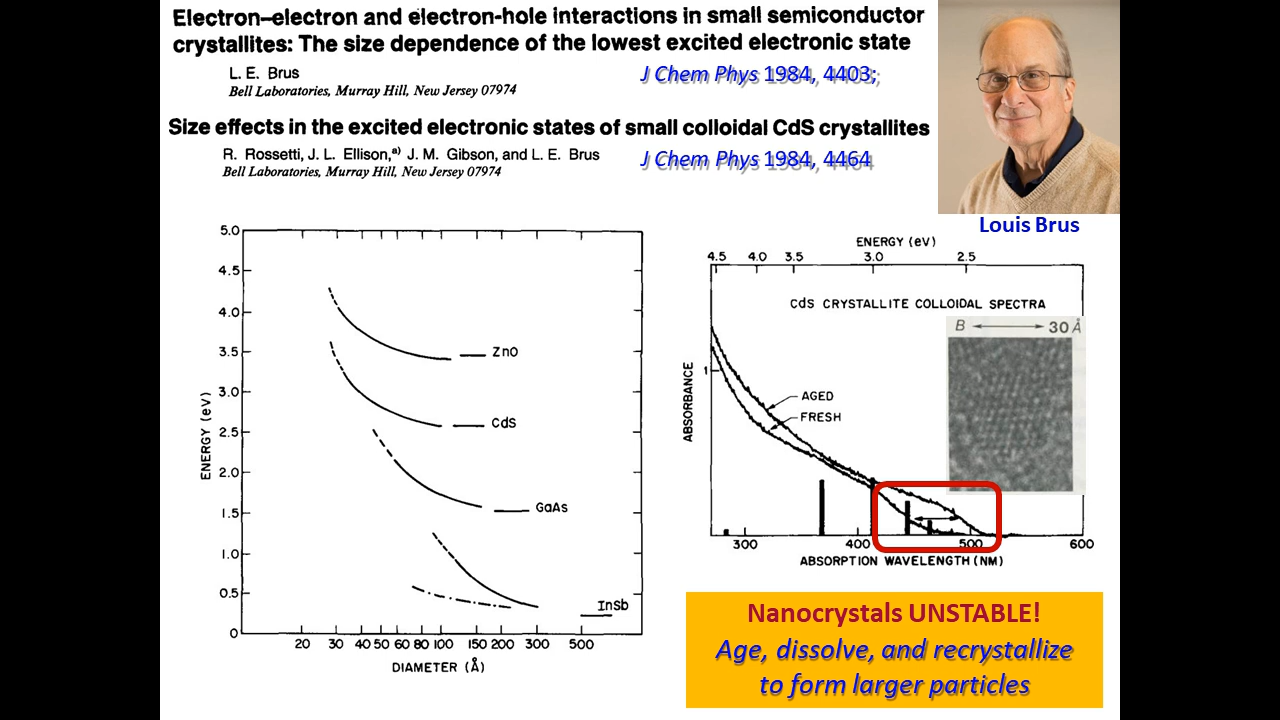 Electron–electron and electron-hole interactions in small semiconductor
crystallites: The size dependence of the lowest excited electronic state
L. E. Brus
Bell Laboratories, Murray Hill, New Jersey 07974
J Chem Phys 1984, 4403;
Size effects in the excited electronic states of small colloidal CdS crystallites
R. Rossetti, J. L. Ellison,a) J. M. Gibson, and L. E. Brus
Bell Laboratories, Murray Hill, New Jersey 07974
J Chem Phys 1984, 4464
Louis Brus
5.0
4.5
4.0
3.5
3.0
2.5
2.0
1.5
1.0
0.5
0
ENERGY (eV)
ZnO
CdS
GaAs
InSb
20 30 40 50 60 80 100 150 200 300 500
DIAMETER (Å)
ENERGY (eV)
4.5 4.0 3.5 3.0 2.5
CdS CRYSTALLITE COLLOIDAL SPECTRA
B 30 Å
ABSORBANCE
1
AGED
FRESH
300 400 500 600
ABSORPTION WAVELENGTH (NM)
Nanocrystals UNSTABLE!
Age, dissolve, and recrystallize
to form larger particles